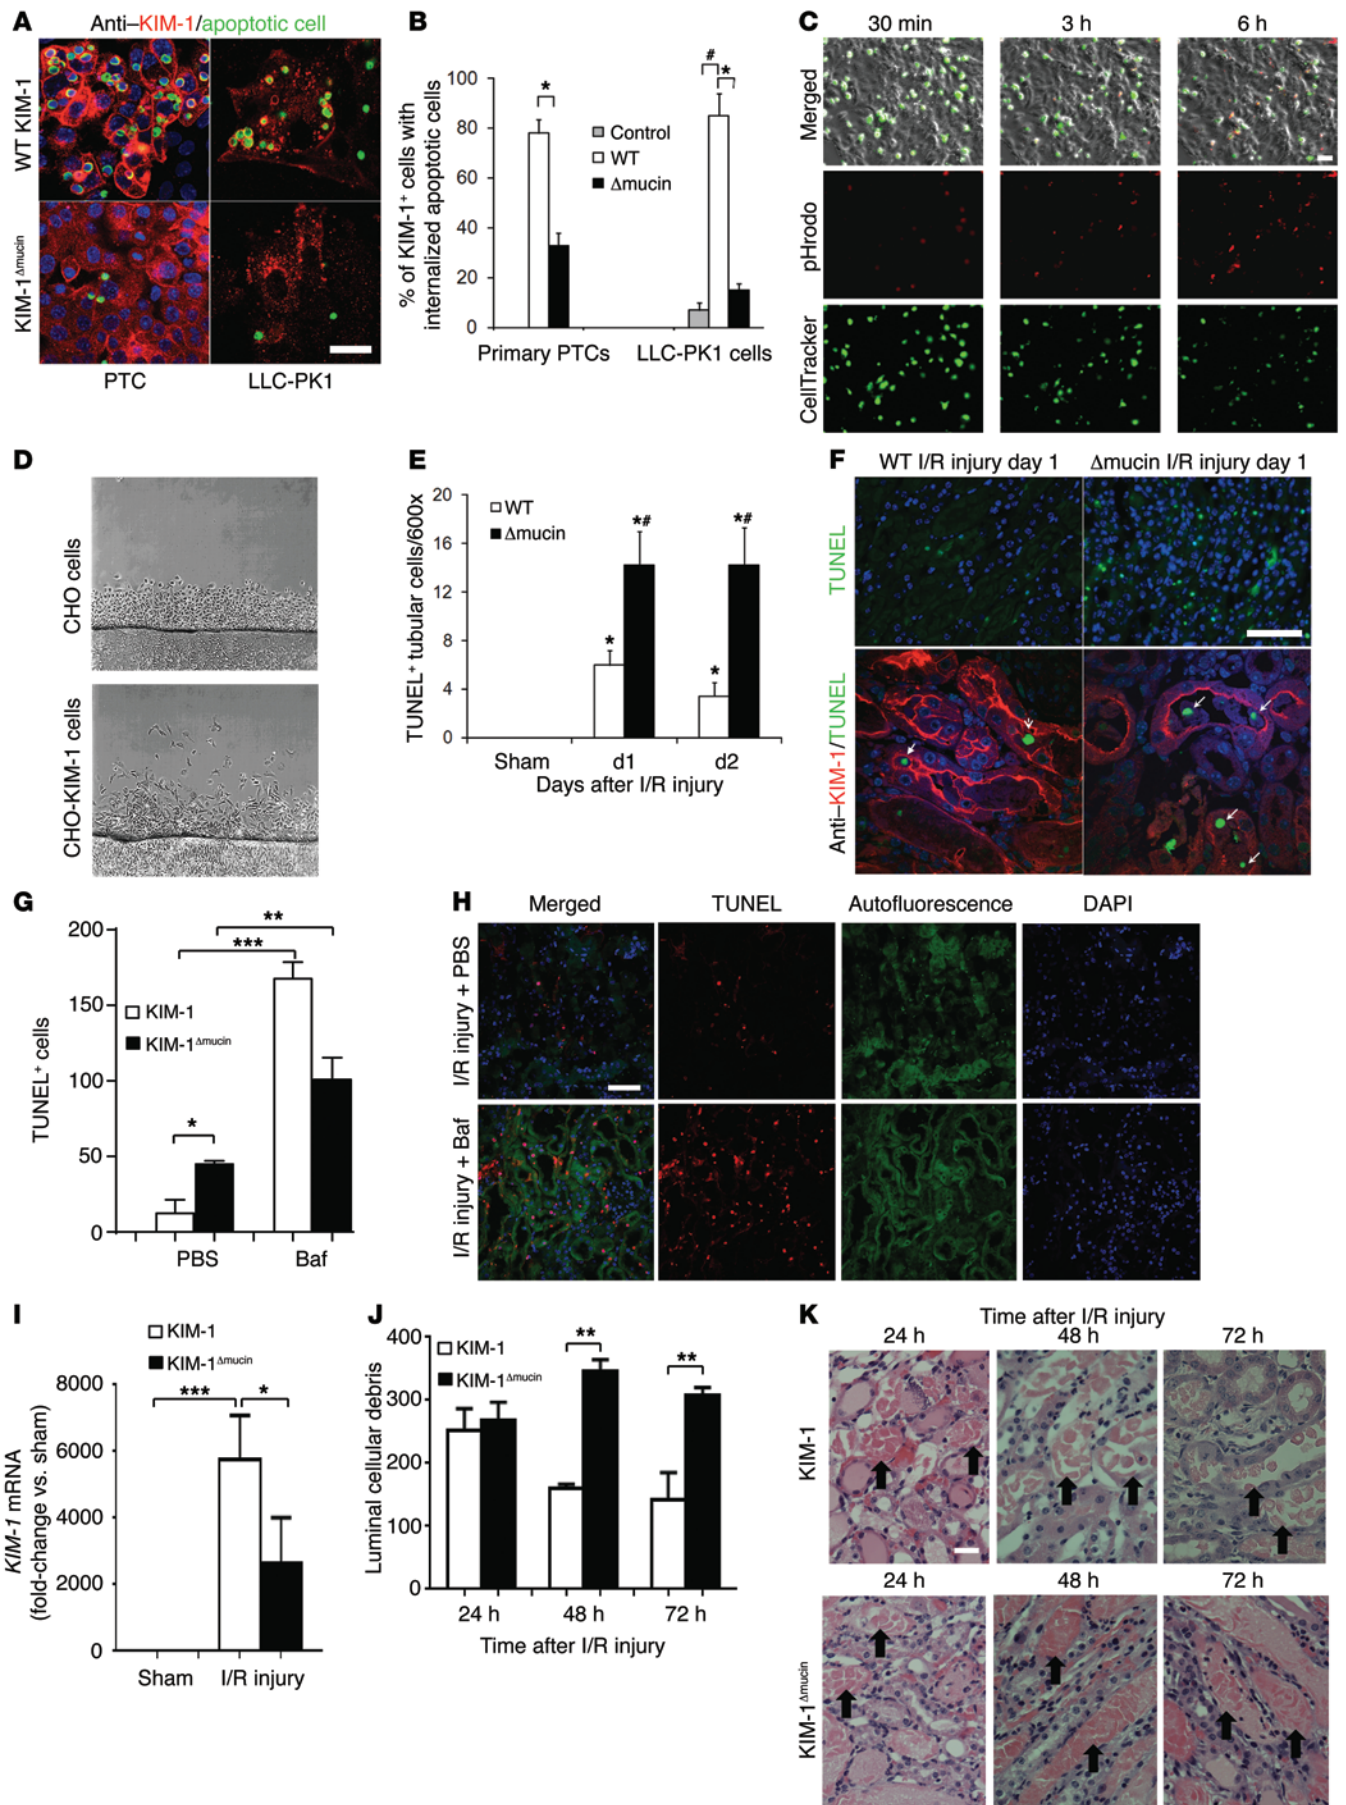 A
Anti–KIM-1/apoptotic cell
WT KIM-1
KIM-1Δmucin
PTC
LLC-PK1
B
% of KIM-1+ cells with
internalized apoptotic cells
100
80
60
40
20
0
*
#
*
Control
WT
Δmucin
Primary PTCs
LLC-PK1 cells
C
30 min
3 h
6 h
Merged
pHrodo
CellTracker
D
CHO cells
CHO-KIM-1 cells
E
TUNEL+ tubular cells/600x
20
16
12
8
4
0
WT
Δmucin
*
*#
*
*#
Sham
d1
d2
Days after I/R injury
F
WT I/R injury day 1
Δmucin I/R injury day 1
TUNEL
Anti–KIM-1/TUNEL
G
TUNEL+ cells
200
150
100
50
0
**
***
*
KIM-1
KIM-1Δmucin
PBS
Baf
H
Merged
TUNEL
Autofluorescence
DAPI
I/R injury + PBS
I/R injury + Baf
I
KIM-1
KIM-1Δmucin
KIM-1 mRNA
(fold-change vs. sham)
8000
6000
4000
2000
0
***
*
Sham
I/R injury
J
Luminal cellular debris
400
300
200
100
0
KIM-1
KIM-1Δmucin
**
**
24 h
48 h
72 h
Time after I/R injury
K
Time after I/R injury
24 h
48 h
72 h
KIM-1
24 h
48 h
72 h
KIM-1Δmucin